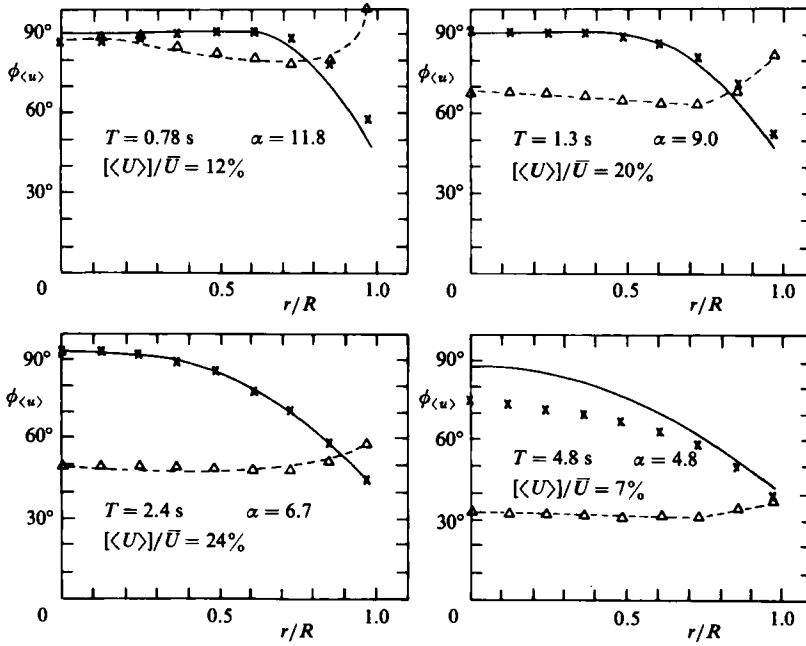 90°
ϕ⟨u⟩
60°
30°
0
T = 0.78 s α = 11.8
[⟨U⟩]/U̅ = 12%
0.5 1.0
r/R
90°
ϕ⟨u⟩
60°
30°
0
T = 1.3 s α = 9.0
[⟨U⟩]/U̅ = 20%
0.5 1.0
r/R
90°
ϕ⟨u⟩
60°
30°
0
T = 2.4 s α = 6.7
[⟨U⟩]/U̅ = 24%
0.5 1.0
r/R
90°
ϕ⟨u⟩
60°
30°
0
T = 4.8 s α = 4.8
[⟨U⟩]/U̅ = 7%
0.5 1.0
r/R